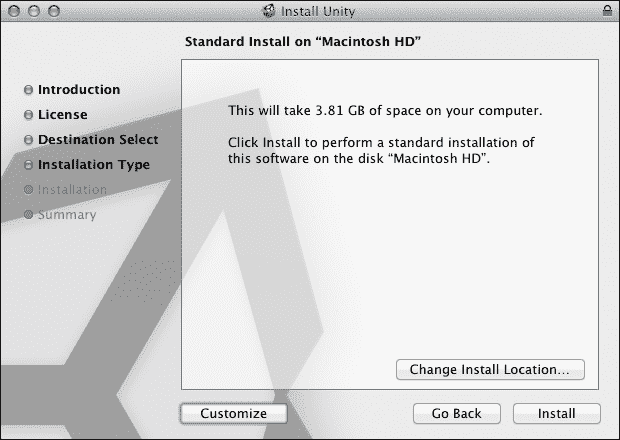 Install Unity
Standard Install on “Macintosh HD”
Introduction
License
Destination Select
Installation Type
Installation
Summary
This will take 3.81 GB of space on your computer.
Click Install to perform a standard installation of
this software on the disk “Macintosh HD”.
Change Install Location...
Customize
Go Back
Install